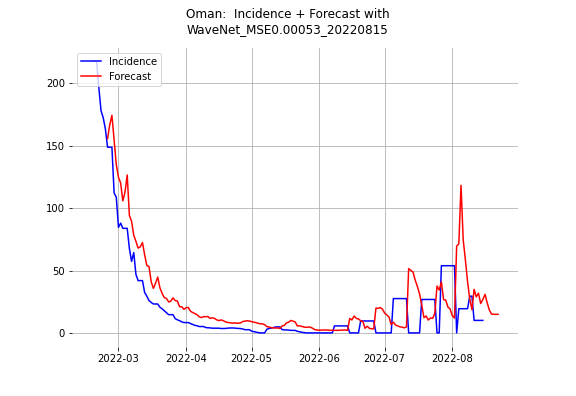 Oman:  Incidence + Forecast with
WaveNet_MSE0.00053_20220815
Incidence
Forecast
200
150
100
50
0
2022-03 2022-04 2022-05 2022-06 2022-07 2022-08